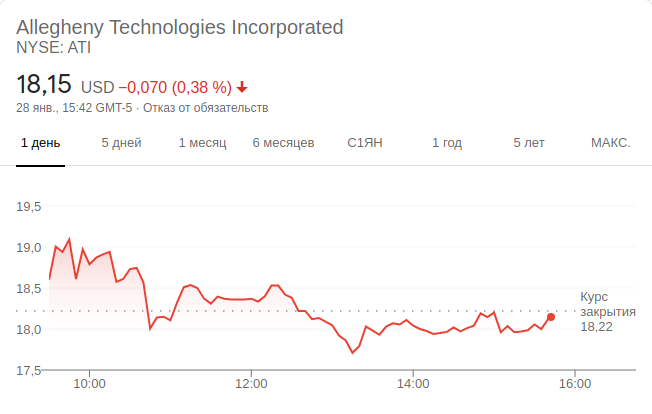 Allegheny Technologies Incorporated
NYSE: ATI
18,15 USD −0,070 (0,38 %)
28 янв., 15:42 GMT-5 · Отказ от обязательств
1 день 5 дней 1 месяц 6 месяцев С1ЯН 1 год 5 лет МАКС.
19,5
19,0
18,5
Курс
закрытия
18,22
18,0
17,5
10:00 12:00 14:00 16:00